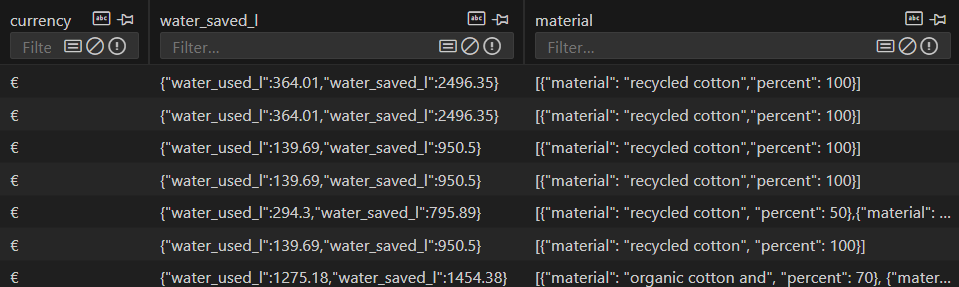 currency abc water_saved_l abc material abc
Filte Filter... Filter...
€ {"water_used_l":364.01,"water_saved_l":2496.35} [{"material": "recycled cotton","percent": 100}]
€ {"water_used_l":364.01,"water_saved_l":2496.35} [{"material": "recycled cotton","percent": 100}]
€ {"water_used_l":139.69,"water_saved_l":950.5} [{"material": "recycled cotton","percent": 100}]
€ {"water_used_l":139.69,"water_saved_l":950.5} [{"material": "recycled cotton","percent": 100}]
€ {"water_used_l":294.3,"water_saved_l":795.89} [{"material": "recycled cotton", "percent": 50},{"material": ...
€ {"water_used_l":139.69,"water_saved_l":950.5} [{"material": "recycled cotton", "percent": 100}]
€ {"water_used_l":1275.18,"water_saved_l":1454.38} [{"material": "organic cotton and", "percent": 70}, {"mater...